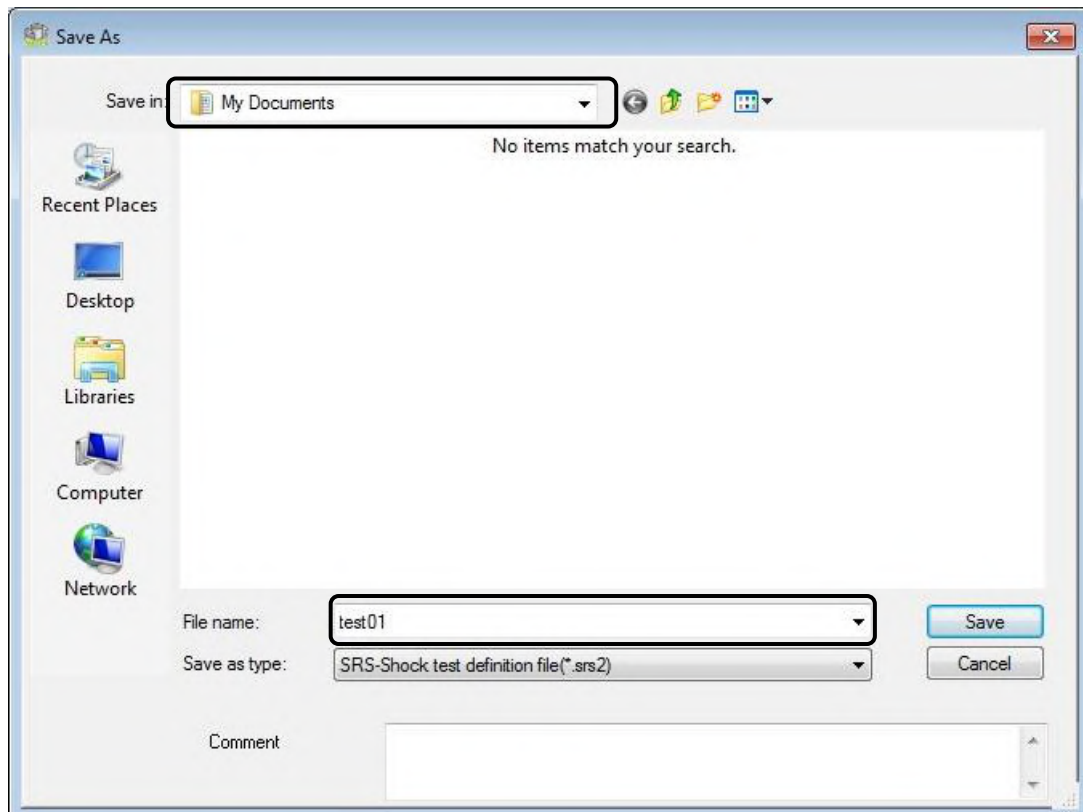 Save As
Save in: My Documents
No items match your search.
Recent Places
Desktop
Libraries
Computer
Network
File name: test01 Save
Save as type: SRS-Shock test definition file(*.srs2) Cancel
Comment